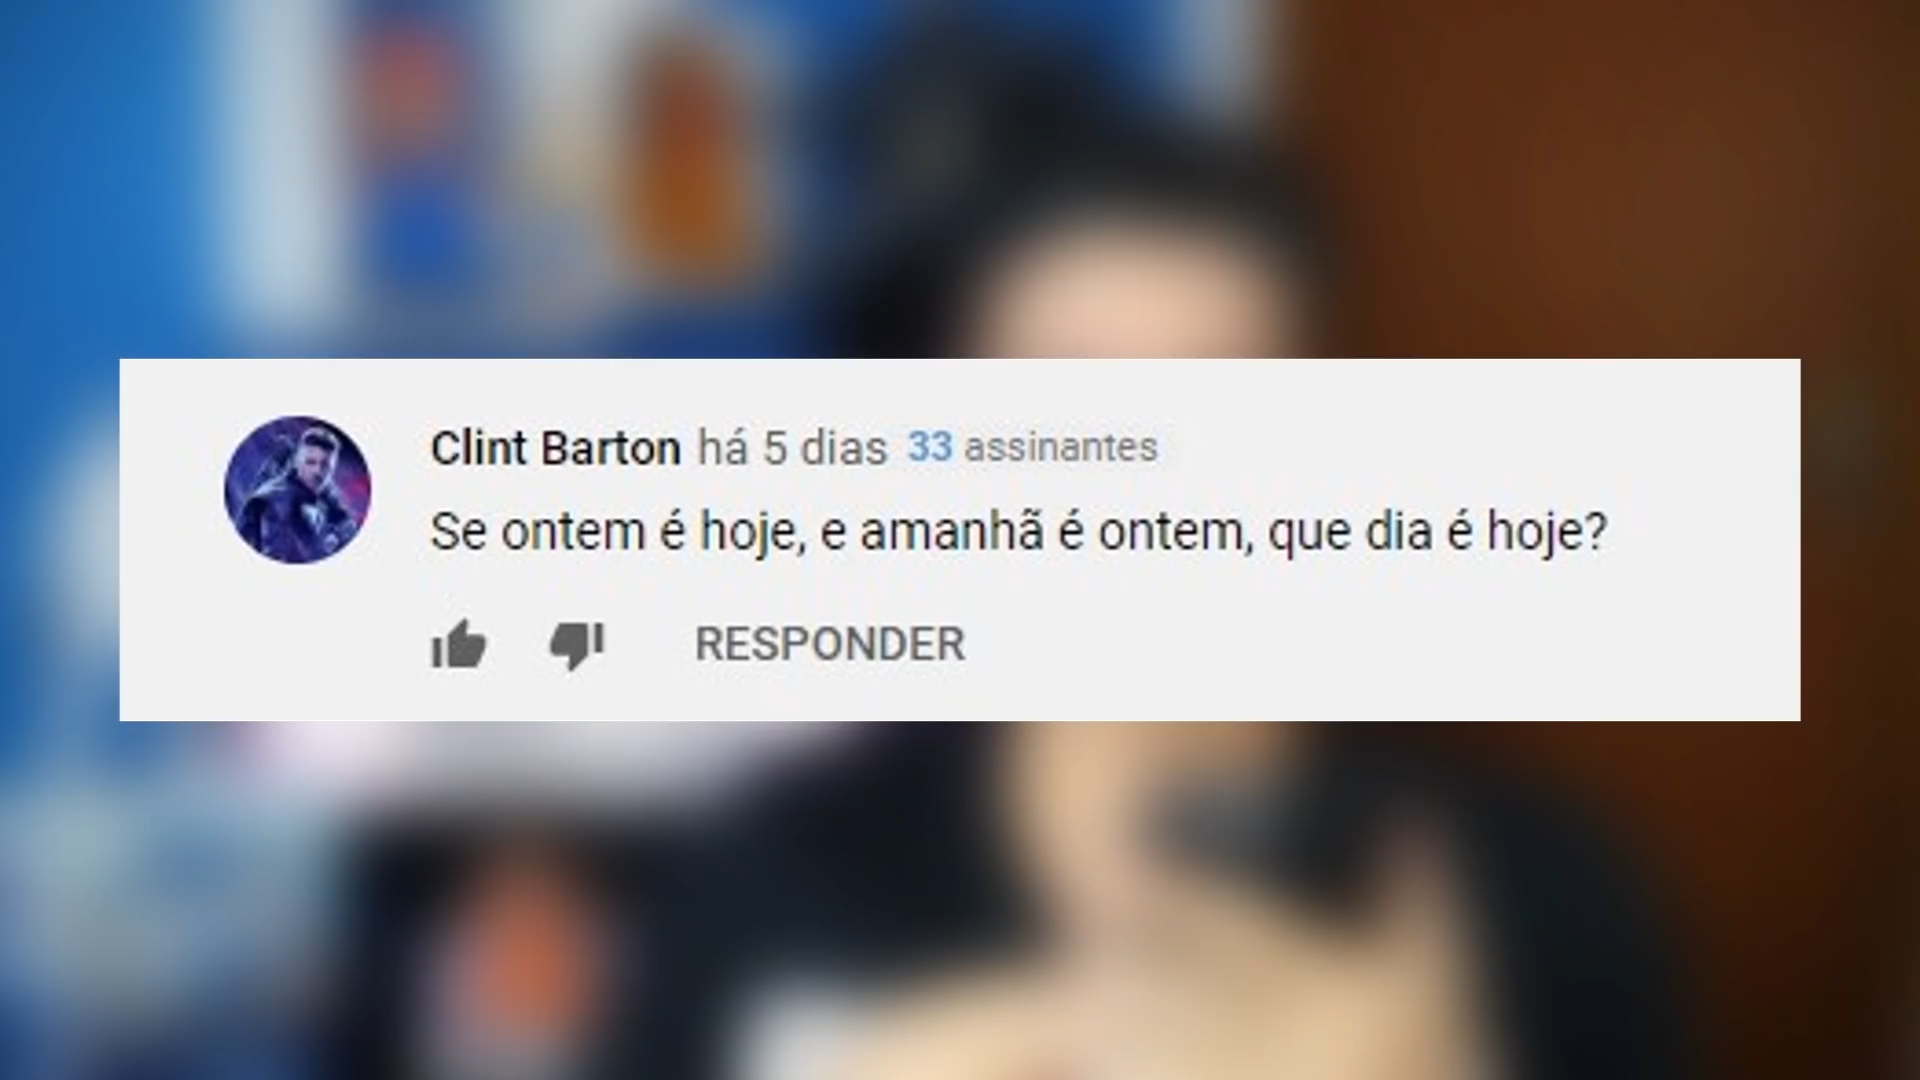 Clint Barton há 5 dias 33 assinantes
Se ontem é hoje, e amanhã é ontem, que dia é hoje?
RESPONDER